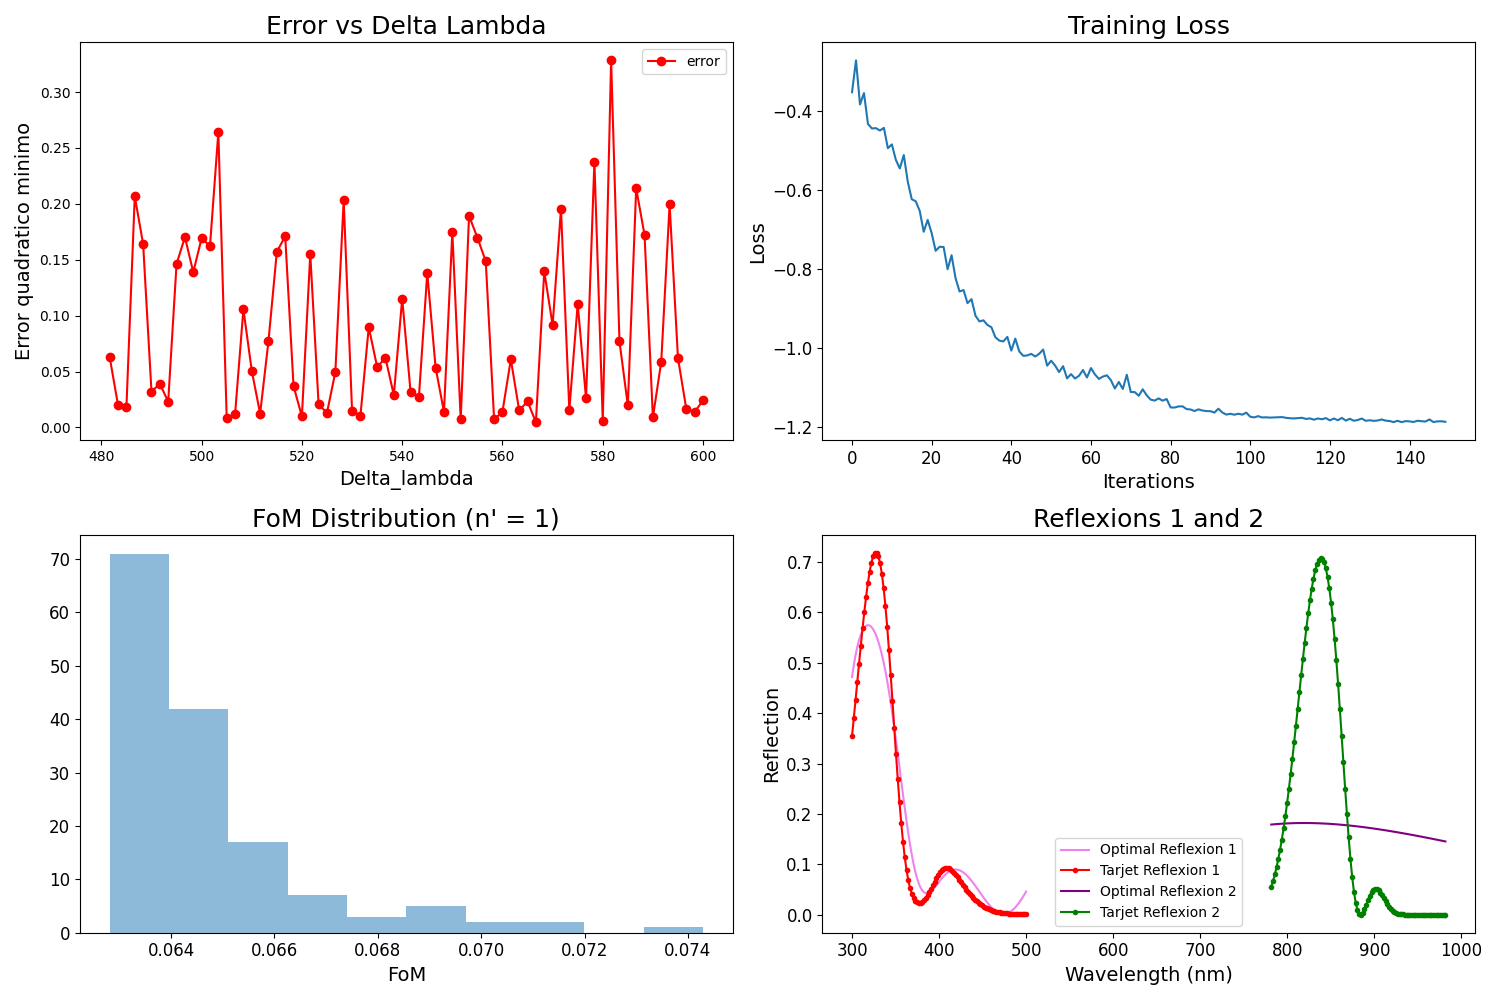 Error vs Delta Lambda
error
Error quadratico minimo
0.30
0.25
0.20
0.15
0.10
0.05
0.00
480 500 520 540 560 580 600
Delta_lambda
Training Loss
Loss
−0.4
−0.6
−0.8
−1.0
−1.2
0 20 40 60 80 100 120 140
Iterations
FoM Distribution (n' = 1)
70
60
50
40
30
20
10
0
0.064 0.066 0.068 0.070 0.072 0.074
FoM
Reflexions 1 and 2
Reflection
0.7
0.6
0.5
0.4
0.3
0.2
0.1
0.0
Optimal Reflexion 1
Tarjet Reflexion 1
Optimal Reflexion 2
Tarjet Reflexion 2
300 400 500 600 700 800 900 1000
Wavelength (nm)